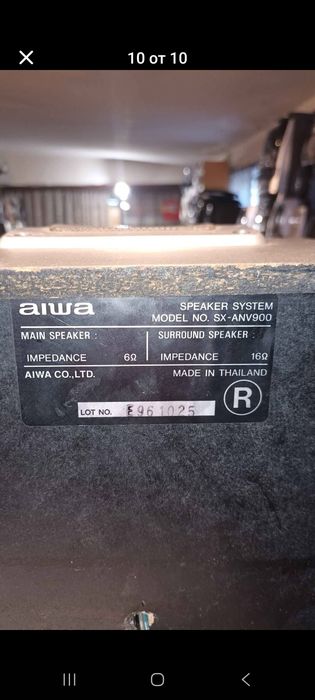 10 от 10
aiwa
SPEAKER SYSTEM
MODEL NO. SX-ANV900
MAIN SPEAKER :
SURROUND SPEAKER :
IMPEDANCE 6Ω
IMPEDANCE 16Ω
AIWA CO.,LTD.
MADE IN THAILAND
R
LOT NO. E961025